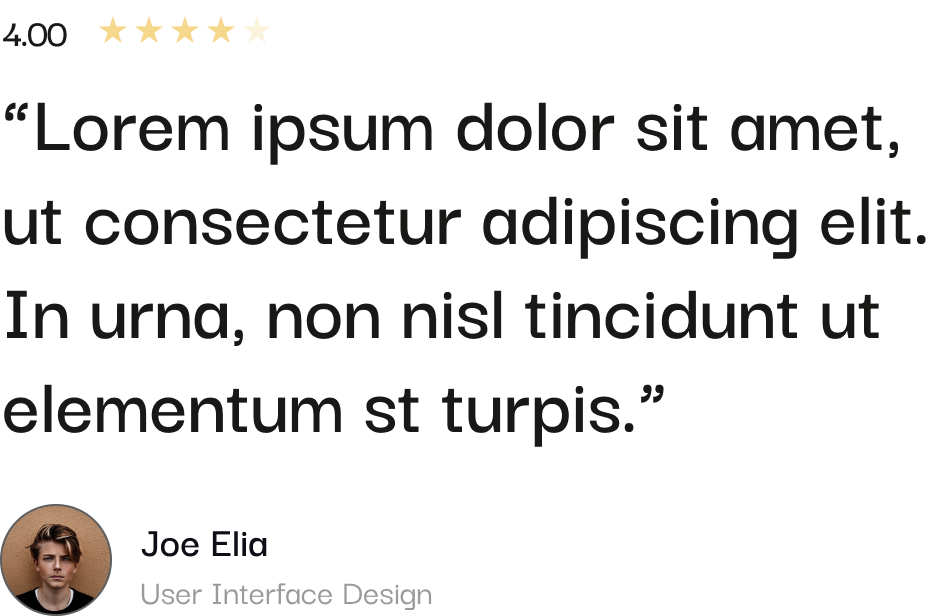 4.00
“Lorem ipsum dolor sit amet,
ut consectetur adipiscing elit.
In urna, non nisl tincidunt ut
elementum st turpis.”
Joe Elia
User Interface Design